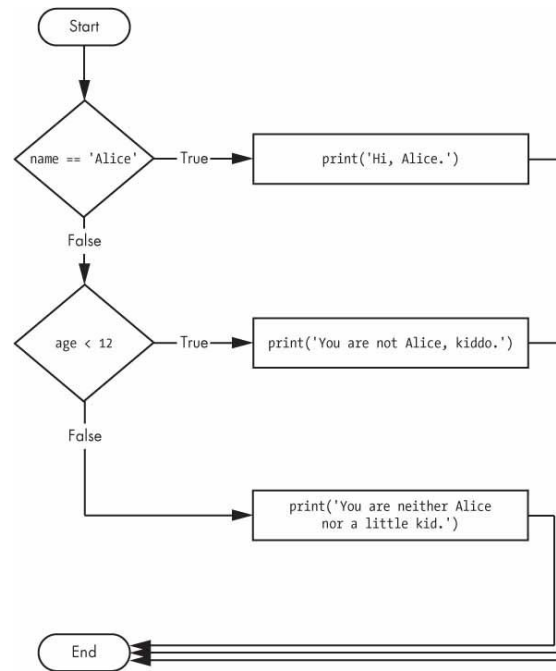 Start
name == 'Alice'
True
print('Hi, Alice.')
False
age < 12
True
print('You are not Alice, kiddo.')
False
print('You are neither Alice
nor a little kid.')
End